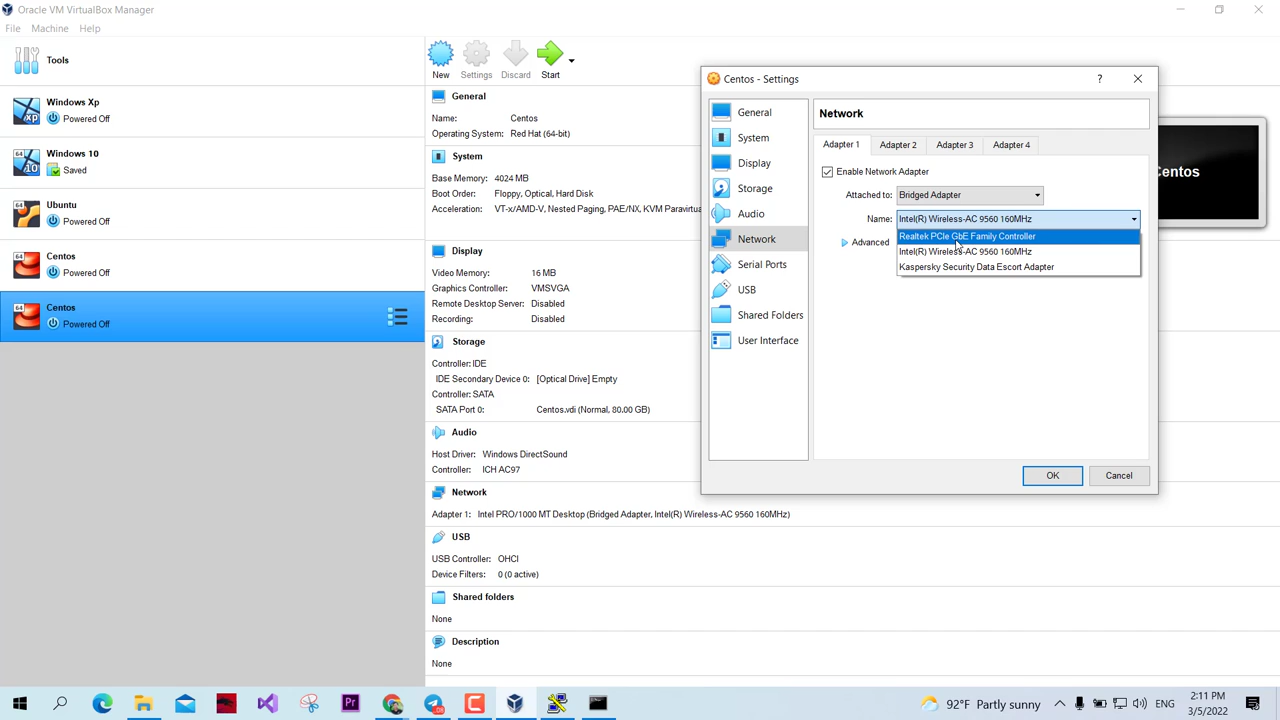 Oracle VM VirtualBox Manager
File Machine Help
Tools
Windows Xp
xp
Powered Off
64
Windows 10
10
Saved
64
Ubuntu
Powered Off
64
Centos
Powered Off
64
Centos
Powered Off
New Settings Discard Start
General
Name: Centos
Operating System: Red Hat (64-bit)
System
Base Memory: 4024 MB
Boot Order: Floppy, Optical, Hard Disk
Acceleration: VT-x/AMD-V, Nested Paging, PAE/NX, KVM Paravirtua
Display
Video Memory: 16 MB
Graphics Controller: VMSVGA
Remote Desktop Server: Disabled
Recording: Disabled
Storage
Controller: IDE
IDE Secondary Device 0: [Optical Drive] Empty
Controller: SATA
SATA Port 0: Centos.vdi (Normal, 80.00 GB)
Audio
Host Driver: Windows DirectSound
Controller: ICH AC97
Network
Adapter 1: Intel PRO/1000 MT Desktop (Bridged Adapter, Intel(R) Wireless-AC 9560 160MHz)
USB
USB Controller: OHCI
Device Filters: 0 (0 active)
Shared folders
None
Description
None
Centos - Settings
?
General
System
Display
Storage
Audio
Network
Serial Ports
USB
Shared Folders
User Interface
Network
Adapter 1 Adapter 2 Adapter 3 Adapter 4
Enable Network Adapter
Attached to: Bridged Adapter
Name: Intel(R) Wireless-AC 9560 160MHz
Realtek PCIe GbE Family Controller
Intel(R) Wireless-AC 9560 160MHz
Kaspersky Security Data Escort Adapter
Advanced
OK Cancel
Centos
Pr
08
C
92°F Partly sunny
ENG
2:11 PM
3/5/2022